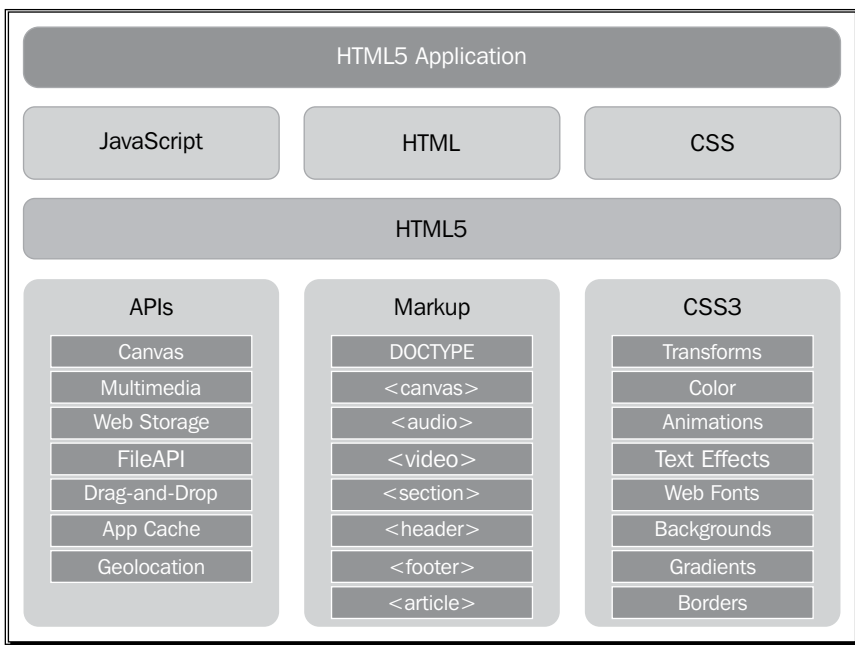 HTML5 Application
JavaScript
HTML
CSS
HTML5
APIs
Canvas
Multimedia
Web Storage
FileAPI
Drag-and-Drop
App Cache
Geolocation
Markup
DOCTYPE
<canvas>
<audio>
<video>
<section>
<header>
<footer>
<article>
CSS3
Transforms
Color
Animations
Text Effects
Web Fonts
Backgrounds
Gradients
Borders